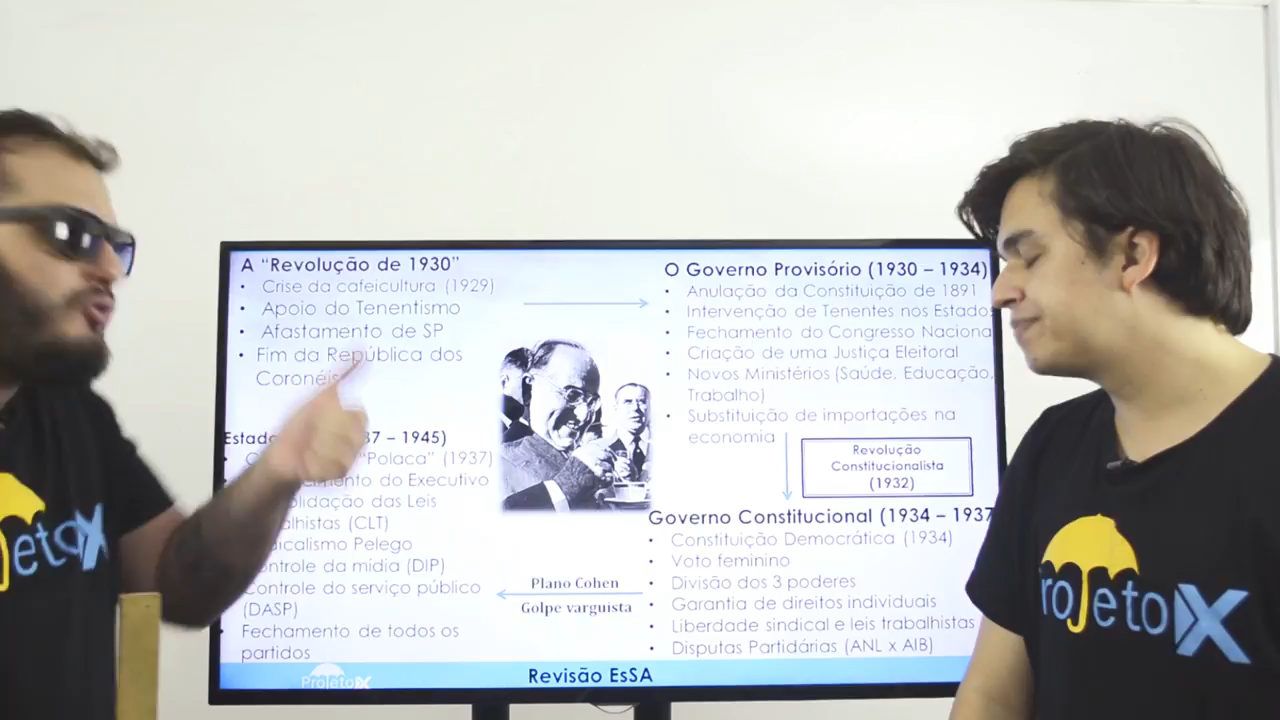 A "Revolução de 1930"
• Crise da cafeicultura (1929)
• Apoio do Tenentismo
• Afastamento de SP
• Fim da República dos
Coronéis
O Governo Provisório (1930 – 1934)
• Anulação da Constituição de 1891
• Intervenção de Tenentes nos Estados
• Fechamento do Congresso Naciona
• Criação de uma Justiça Eleitoral
• Novos Ministérios (Saúde, Educação,
Trabalho)
• Substituição de importações na
economia
Revolução
Constitucionalista
(1932)
Governo Constitucional (1934 – 1937
• Constituição Democrática (1934)
• Voto feminino
• Divisão dos 3 poderes
• Garantia de direitos individuais
• Liberdade sindical e leis trabalhistas
• Disputas Partidárias (ANL x AIB)
Plano Cohen
Golpe varguista
Estado 37 – 1945)
"Polaca" (1937)
do Executivo
das Leis
(CLT)
Pelego
da mídia (DIP)
do serviço público
(DASP)
• Fechamento de todos os
partidos
ProjetoX
Revisão EsSA
jetoX
ProjetoX